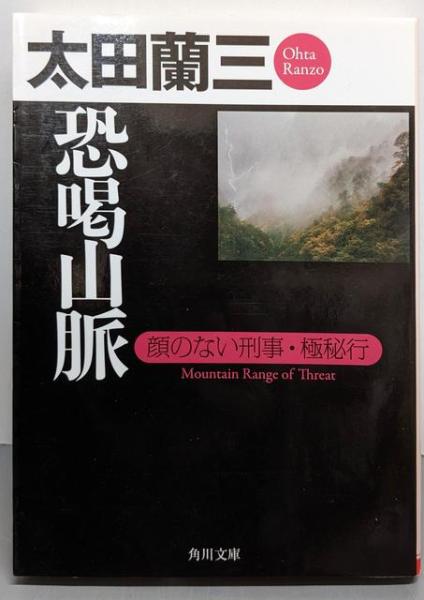 太田蘭三
Ohta
Ranzo
恐喝山脈
顔のない刑事・極秘行
Mountain Range of Threat
角川文庫